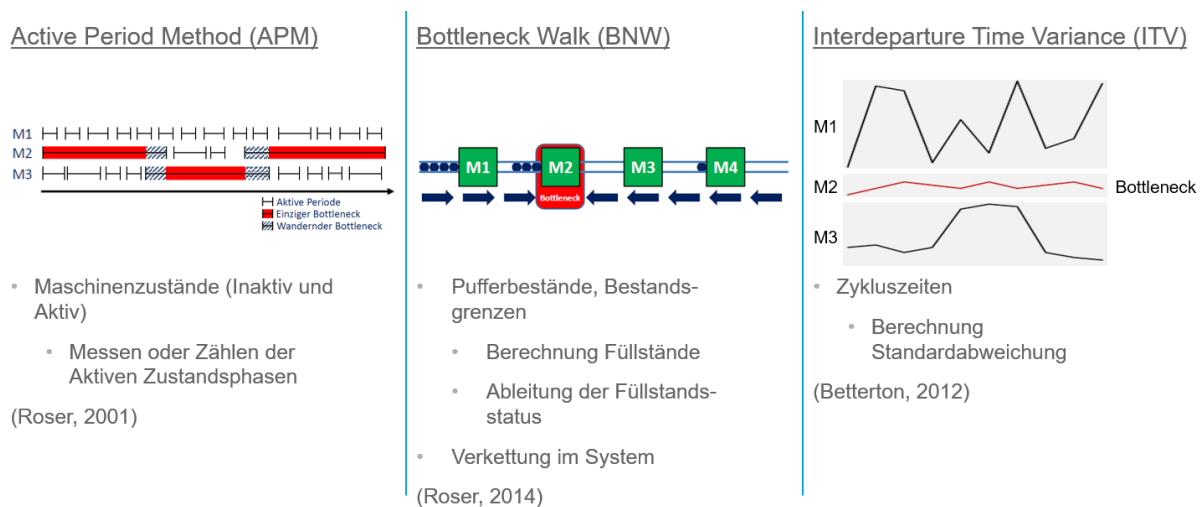 Active Period Method (APM)
M1
M2
M3
Aktive Periode
Einziger Bottleneck
Wandernder Bottleneck
• Maschinenzustände (Inaktiv und
Aktiv)
• Messen oder Zählen der
Aktiven Zustandsphasen
(Roser, 2001)
Bottleneck Walk (BNW)
M1 M2 M3 M4
Bottleneck
• Pufferbestände, Bestands-
grenzen
• Berechnung Füllstände
• Ableitung der Füllstands-
status
• Verkettung im System
(Roser, 2014)
Interdeparture Time Variance (ITV)
M1
M2 Bottleneck
M3
• Zykluszeiten
• Berechnung
Standardabweichung
(Betterton, 2012)